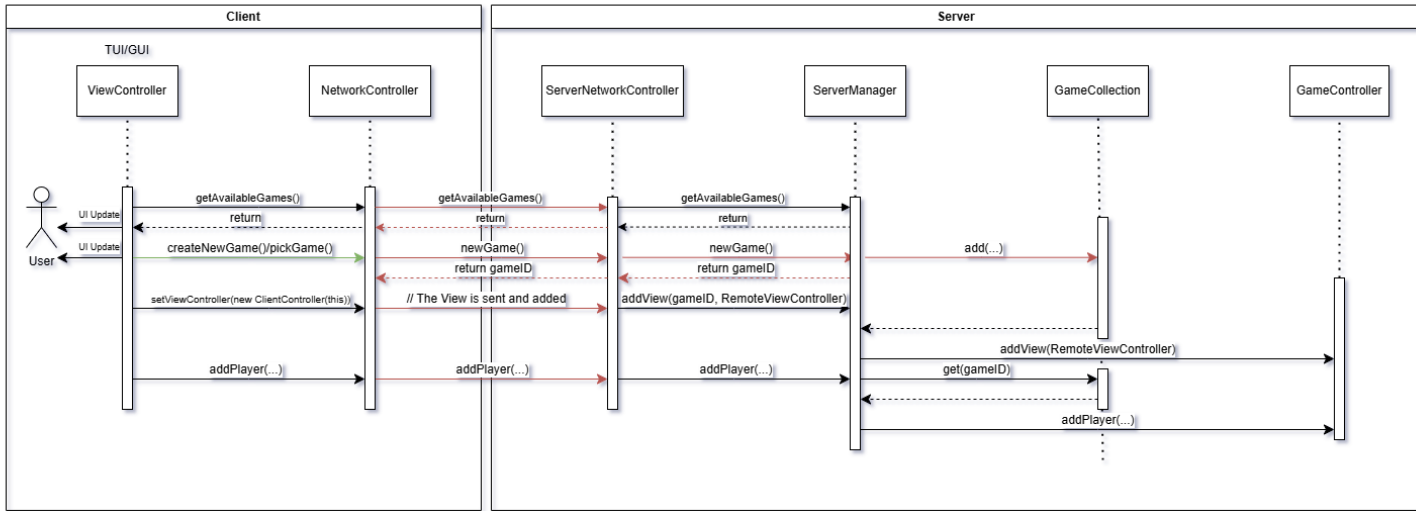 Client
Server
TUI/GUI
ViewController
NetworkController
ServerNetworkController
ServerManager
GameCollection
GameController
getAvailableGames()
getAvailableGames()
getAvailableGames()
UI Update
return
return
return
UI Update
createNewGame()/pickGame()
newGame()
newGame()
add(...)
User
return gameID
return gameID
setViewController(new ClientController(this))
// The View is sent and added
addView(gameID, RemoteViewController)
addView(RemoteViewController)
addPlayer(...)
addPlayer(...)
addPlayer(...)
get(gameID)
addPlayer(...)